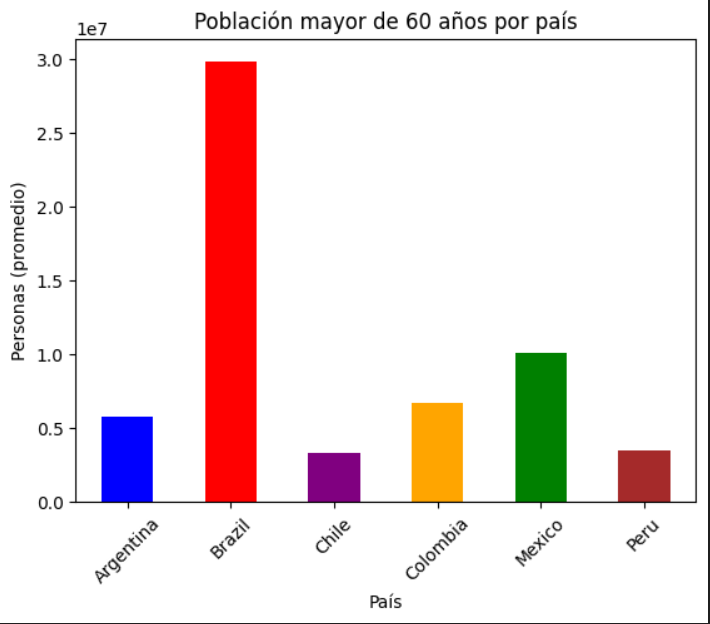 Población mayor de 60 años por país
1e7
3.0
2.5
2.0
1.5
1.0
0.5
0.0
Personas (promedio)
Argentina
Brazil
Chile
Colombia
Mexico
Peru
País